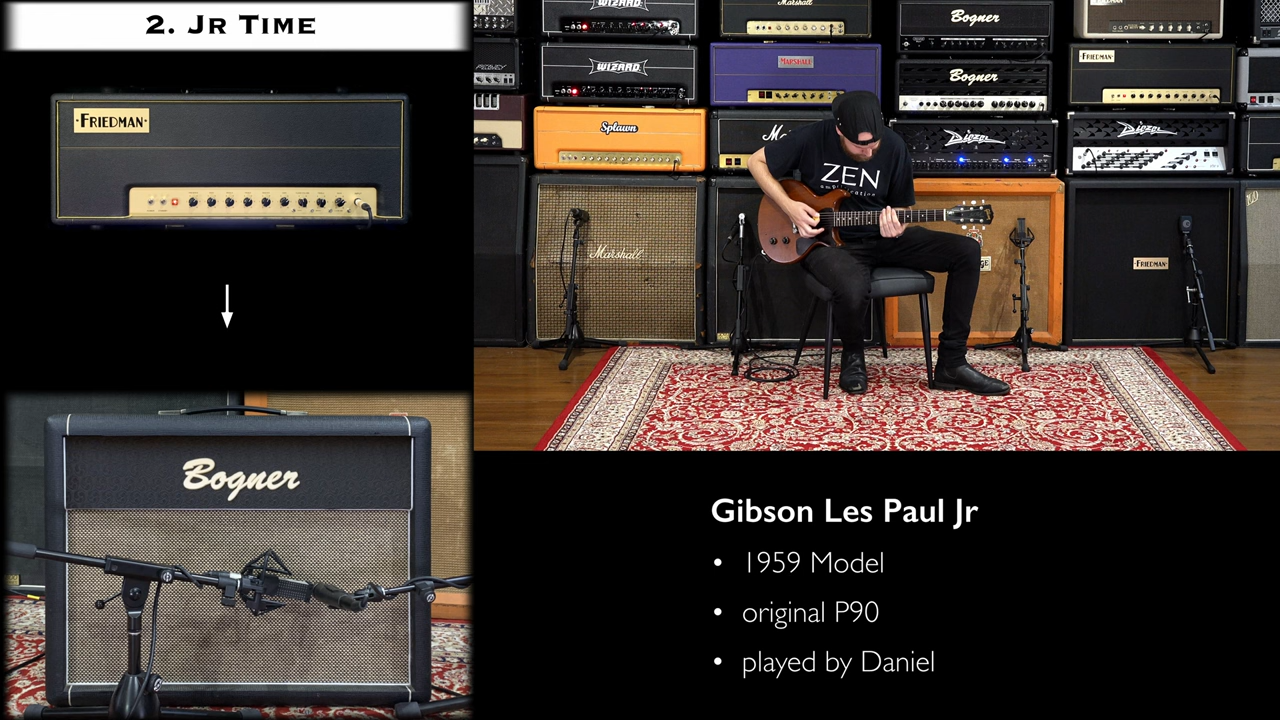 2. JR TIME
·FRIEDMAN·
Bogner
WIZARD
Marshall
Bogner
FRIEDMAN
WIZARD
MARSHALL
Bogner
Splawn
Diezel
Diezel
ZEN
Marshall
FRIEDMAN
Gibson Les Paul Jr
• 1959 Model
• original P90
• played by Daniel